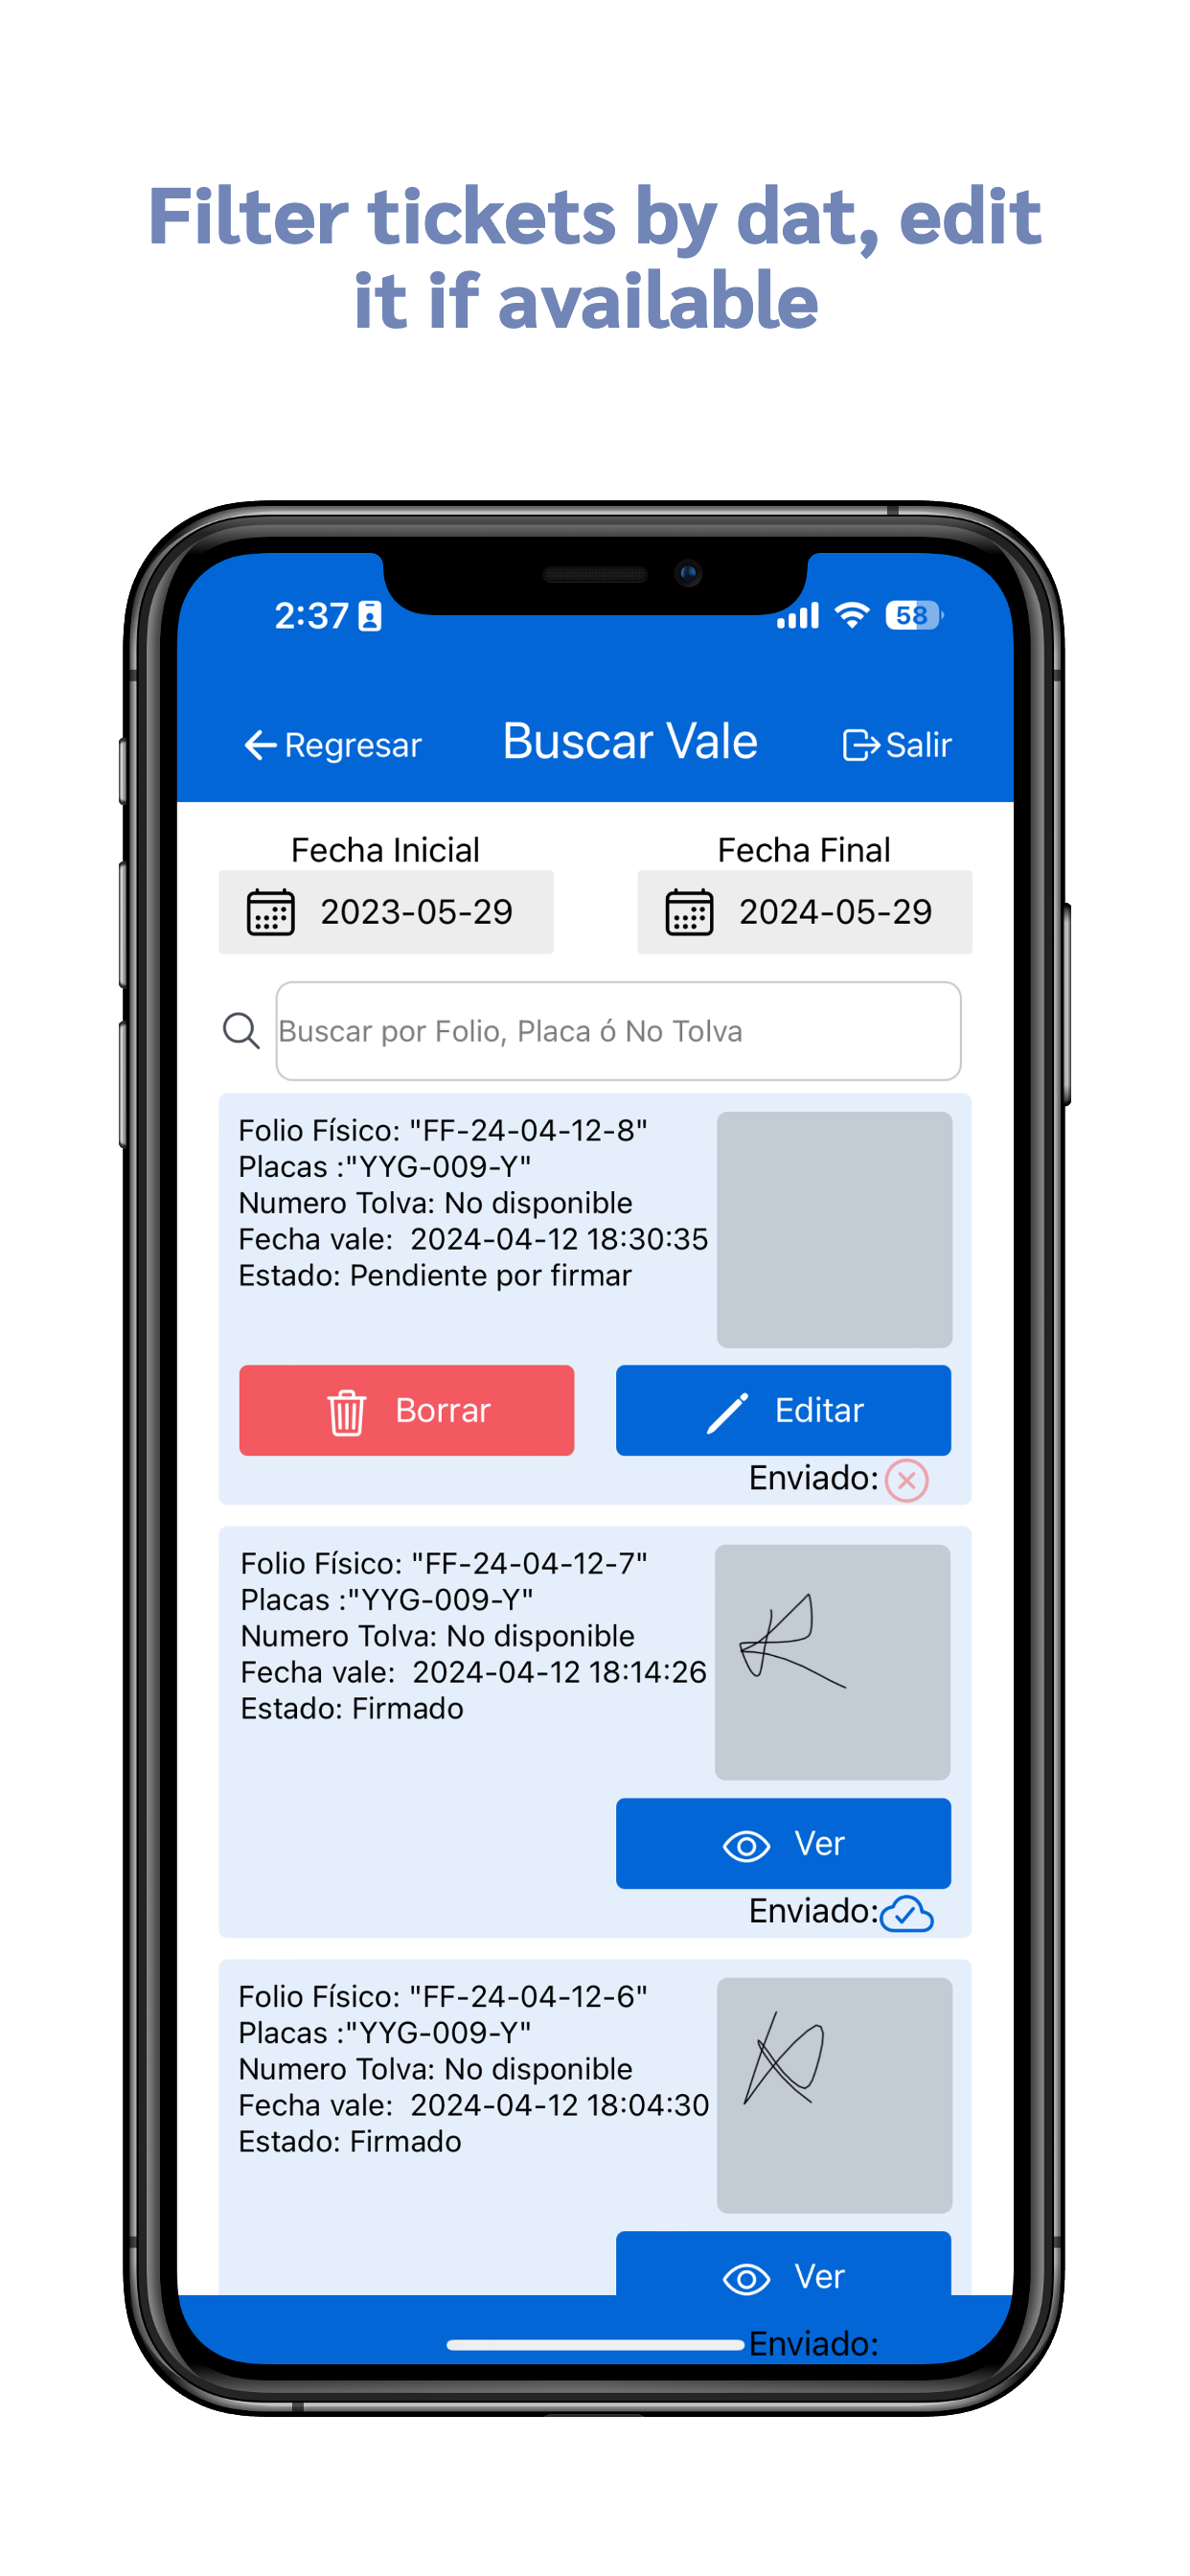 Filter tickets by dat, edit
it if available
2:37
58
Regresar
Buscar Vale
Salir
Fecha Inicial
Fecha Final
2023-05-29
2024-05-29
Buscar por Folio, Placa ó No Tolva
Folio Físico: "FF-24-04-12-8"
Placas :"YYG-009-Y"
Numero Tolva: No disponible
Fecha vale:  2024-04-12 18:30:35
Estado: Pendiente por firmar
Borrar
Editar
Enviado:
Folio Físico: "FF-24-04-12-7"
Placas :"YYG-009-Y"
Numero Tolva: No disponible
Fecha vale:  2024-04-12 18:14:26
Estado: Firmado
Ver
Enviado:
Folio Físico: "FF-24-04-12-6"
Placas :"YYG-009-Y"
Numero Tolva: No disponible
Fecha vale:  2024-04-12 18:04:30
Estado: Firmado
Ver
Enviado: